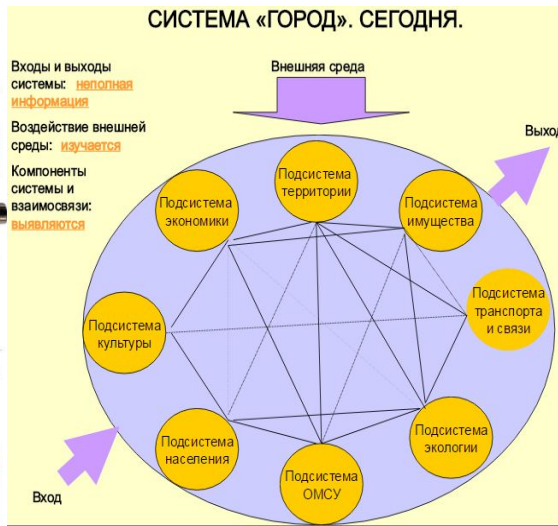 СИСТЕМА «ГОРОД». СЕГОДНЯ.
Входы и выходы
системы: неполная
информация
Воздействие внешней
среды: изучается
Компоненты
системы и
взаимосвязи:
выявляются
Внешняя среда
Выход
Подсистема
территории
Подсистема
экономики
Подсистема
имущества
Подсистема
культуры
Подсистема
транспорта
и связи
Подсистема
населения
Подсистема
экологии
Подсистема
ОМСУ
Вход